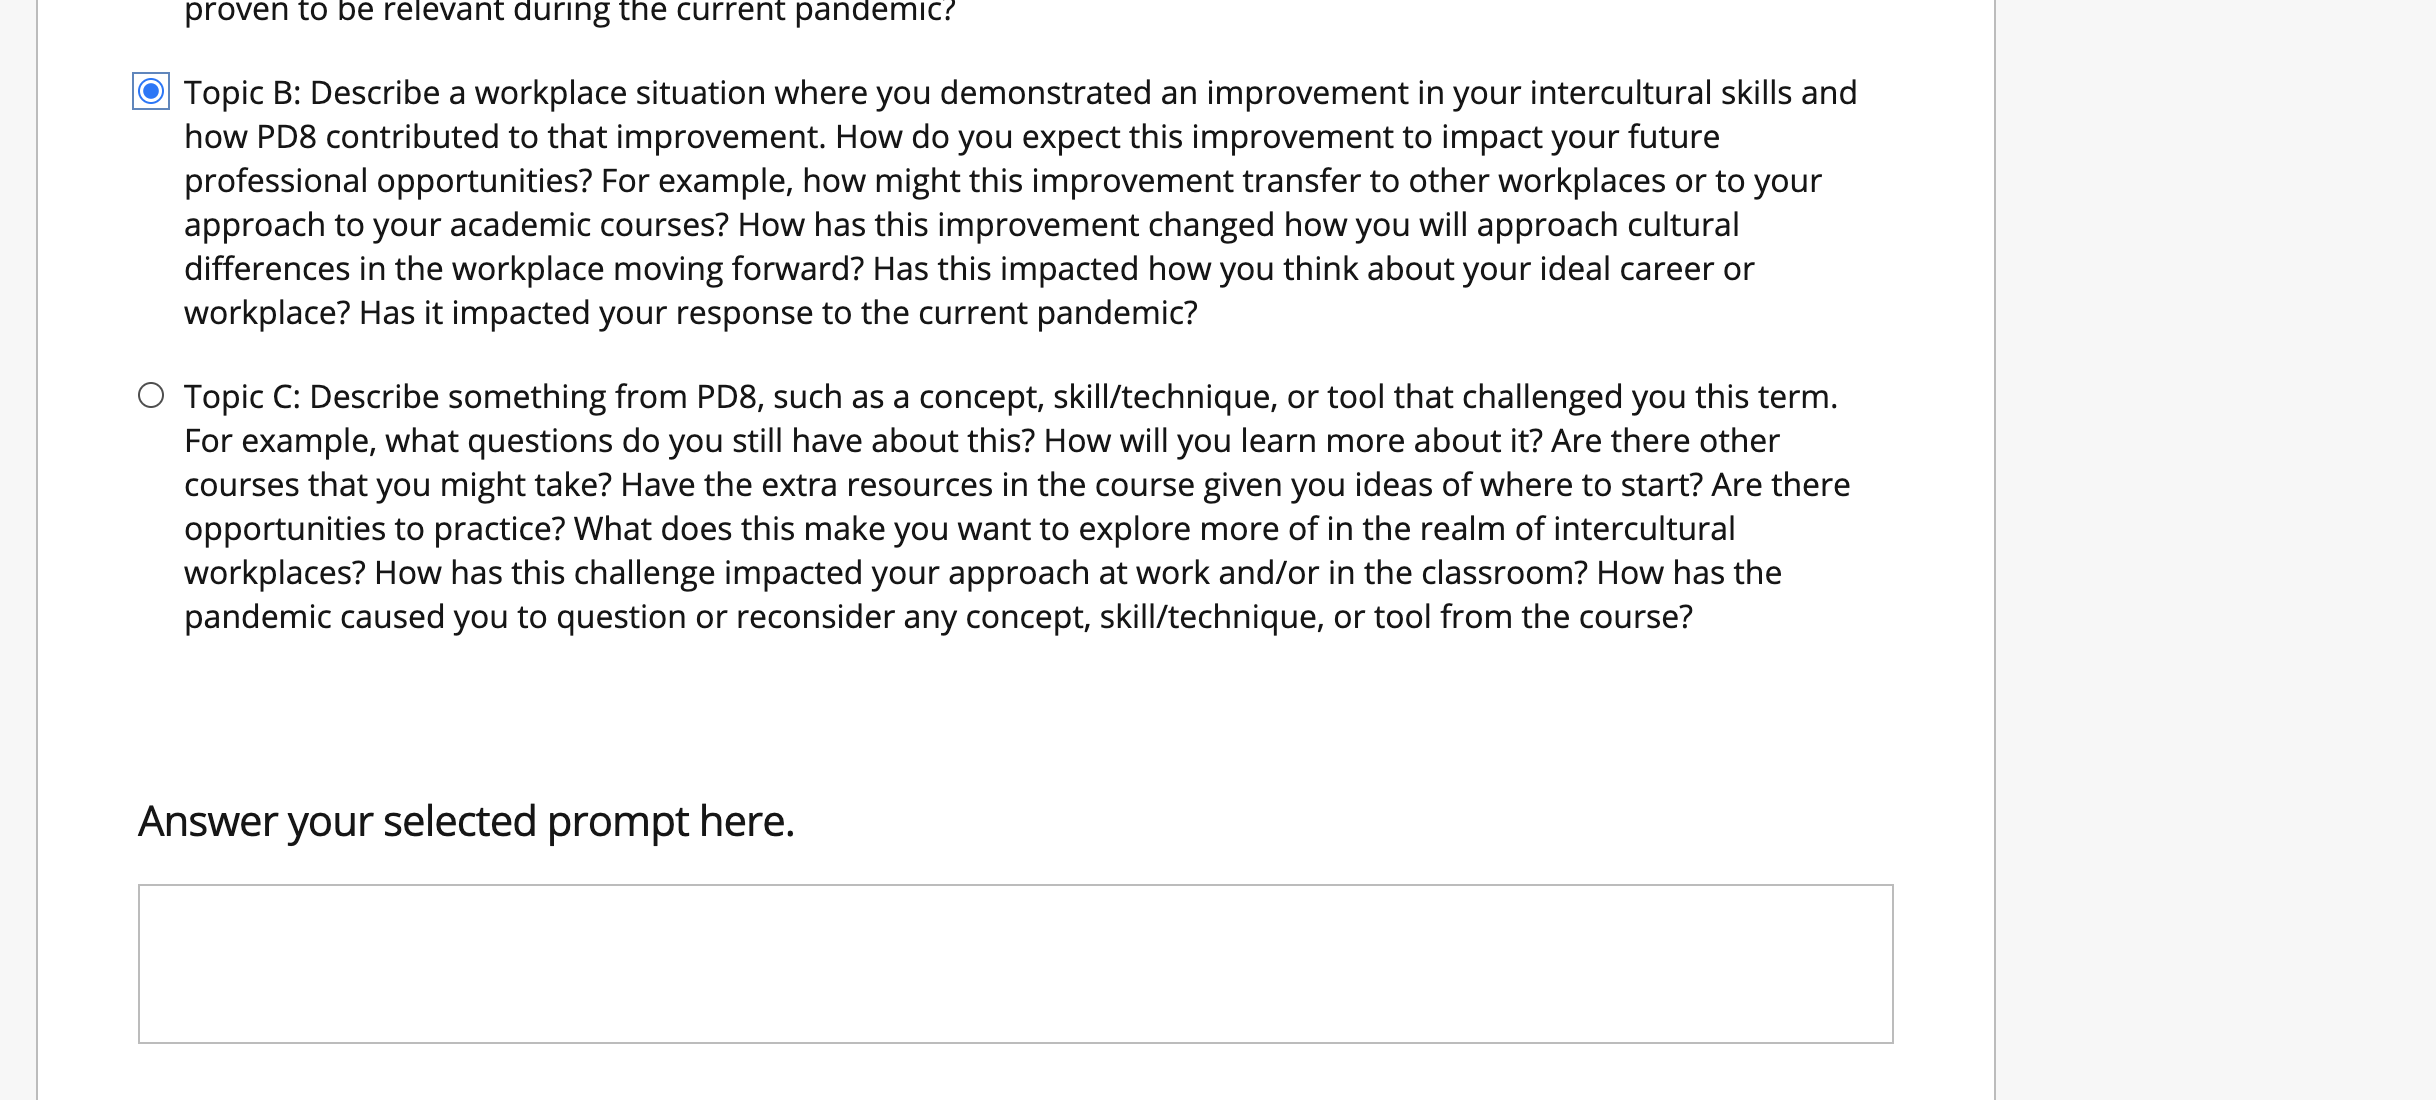 proven to be relevant during the current pandemic?
Topic B: Describe a workplace situation where you demonstrated an improvement in your intercultural skills and
how PD8 contributed to that improvement. How do you expect this improvement to impact your future
professional opportunities? For example, how might this improvement transfer to other workplaces or to your
approach to your academic courses? How has this improvement changed how you will approach cultural
differences in the workplace moving forward? Has this impacted how you think about your ideal career or
workplace? Has it impacted your response to the current pandemic?
Topic C: Describe something from PD8, such as a concept, skill/technique, or tool that challenged you this term.
For example, what questions do you still have about this? How will you learn more about it? Are there other
courses that you might take? Have the extra resources in the course given you ideas of where to start? Are there
opportunities to practice? What does this make you want to explore more of in the realm of intercultural
workplaces? How has this challenge impacted your approach at work and/or in the classroom? How has the
pandemic caused you to question or reconsider any concept, skill/technique, or tool from the course?
Answer your selected prompt here.